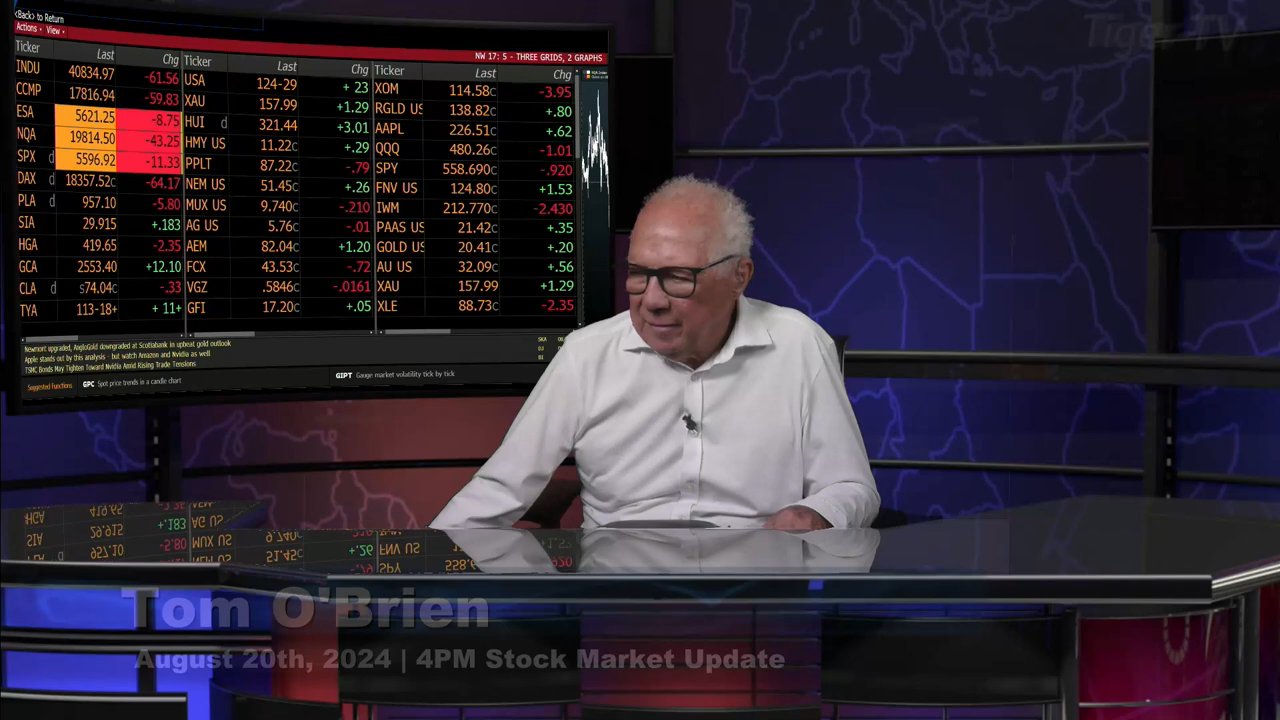 <Back> to Return
Actions · View ·
NW 17: 5 - THREE GRIDS, 2 GRAPHS
Ticker Last Chg Ticker Last Chg Ticker Last Chg
INDU 40834.97 -61.56 USA 124-29 + 23 XOM 114.58c -3.95
CCMP 17816.94 -59.83 XAU 157.99 +1.29 RGLD US 138.82c +.80
ESA 5621.25 -8.75 HUI d 321.44 +3.01 AAPL 226.51c +.62
NQA 19814.50 -43.25 HMY US 11.22c +.29 QQQ 480.26c -1.01
SPX d 5596.92 -11.33 PPLT 87.22c -.79 SPY 558.690c -.920
DAX d 18357.52c -64.17 NEM US 51.45c +.26 FNV US 124.80c +1.53
PLA d 957.10 -5.80 MUX US 9.740c -.210 IWM 212.770c -2.430
SIA 29.915 +.183 AG US 5.76c -.01 PAAS US 21.42c +.35
HGA 419.65 -2.35 AEM 82.04c +1.20 GOLD US 20.41c +.20
GCA 2553.40 +12.10 FCX 43.53c -.72 AU US 32.09c +.56
CLA d s74.04c -.33 VGZ .5846c -.0161 XAU 157.99 +1.29
TYA 113-18+ + 11+ GFI 17.20c +.05 XLE 88.73c -2.35
Newmont upgraded, AngloGold downgraded at Scotiabank in upbeat gold outlook
Apple stands out by this analysis - but watch Amazon and Nvidia as well
TSMC Bonds May Tighten Toward Nvidia Amid Rising Trade Tensions
Suggested Functions GPC Spot price trends in a candle chart GIPT Gauge market volatility tick by tick
Tiger TV
Tom O'Brien
August 20th, 2024 | 4PM Stock Market Update